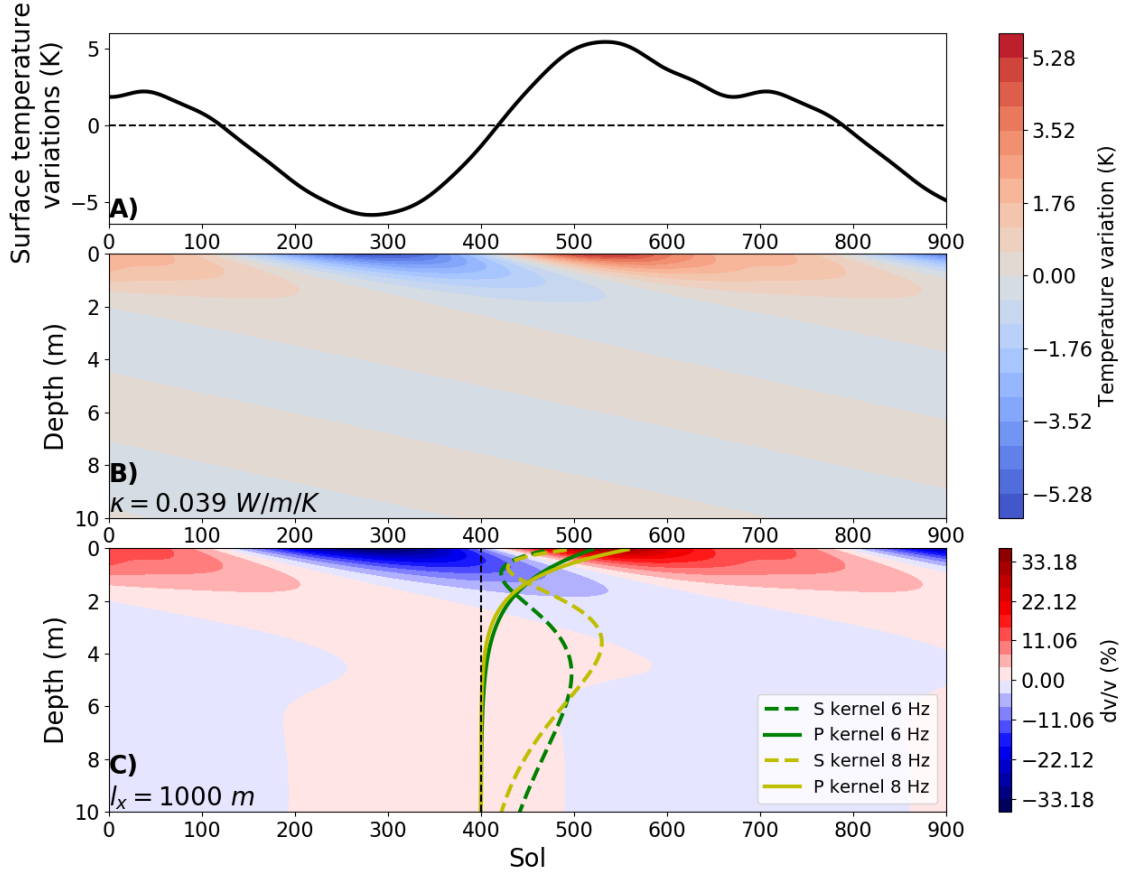 Surface temperature
variations (K)
5
0
−5
A)
0 100 200 300 400 500 600 700 800 900
Depth (m)
0
2
4
6
8
10
B)
κ = 0.039 W/m/K
0 100 200 300 400 500 600 700 800 900
Temperature variation (K)
5.28
3.52
1.76
0.00
−1.76
−3.52
−5.28
Depth (m)
0
2
4
6
8
10
C)
l_x = 1000 m
S kernel 6 Hz
P kernel 6 Hz
S kernel 8 Hz
P kernel 8 Hz
0 100 200 300 400 500 600 700 800 900
Sol
dv/v (%)
33.18
22.12
11.06
0.00
−11.06
−22.12
−33.18